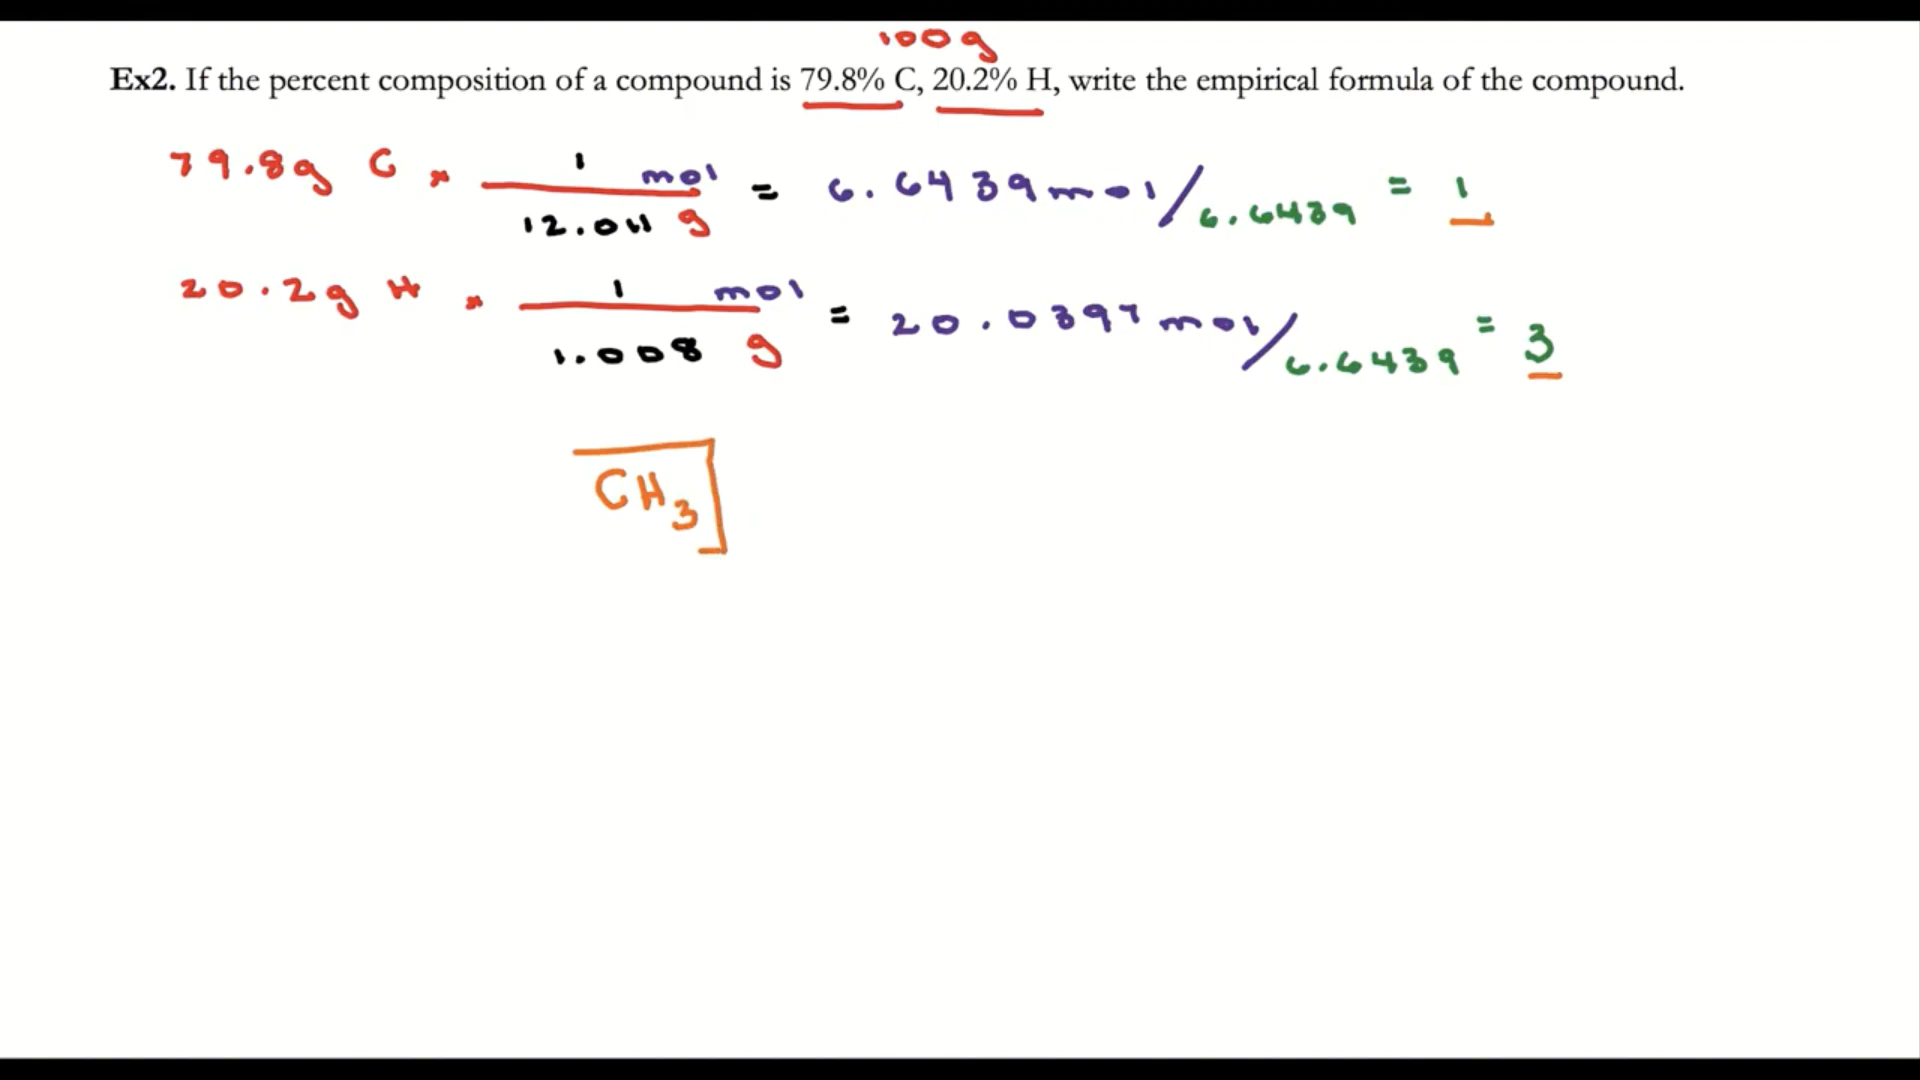 100g
Ex2. If the percent composition of a compound is 79.8% C, 20.2% H, write the empirical formula of the compound.
79.8g C × 1 mol / 12.011 g = 6.6439 mol / 6.6439 = 1
20.2g H × 1 mol / 1.008 g = 20.0397 mol / 6.6439 = 3
CH3